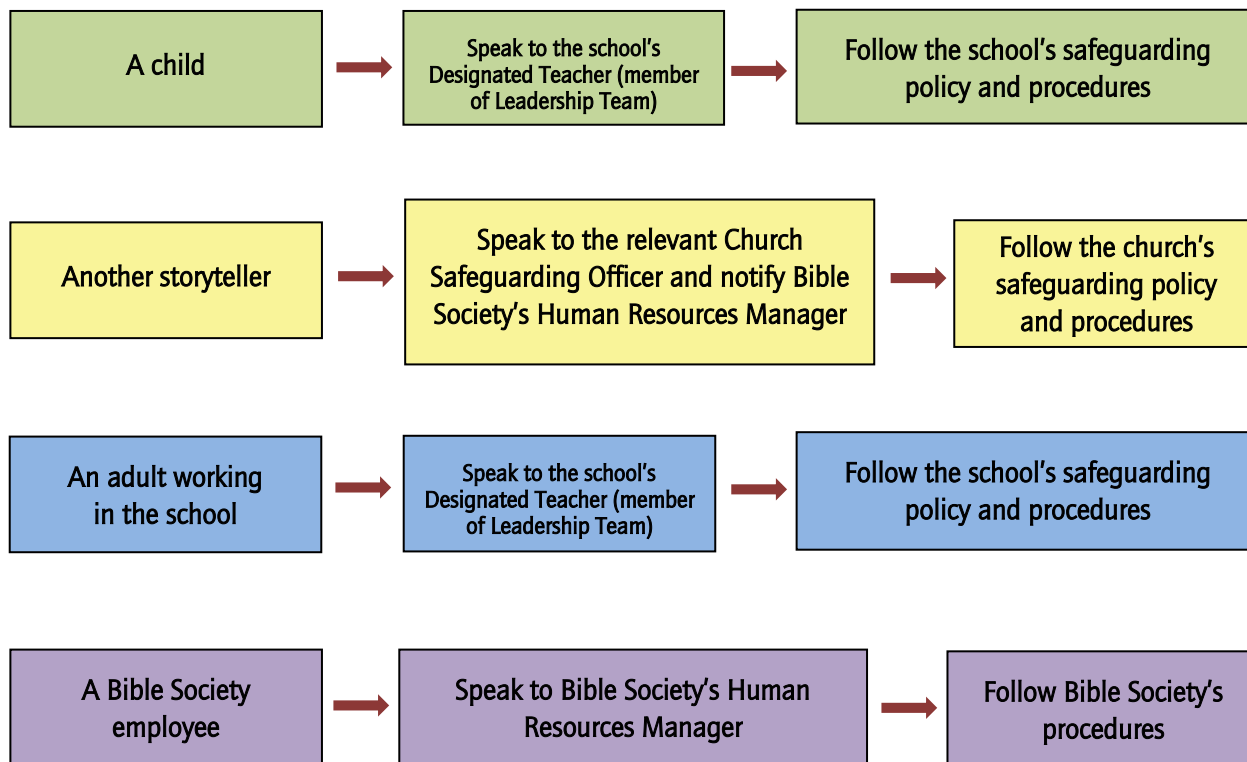 A child
Speak to the school’s
Designated Teacher (member
of Leadership Team)
Follow the school’s safeguarding
policy and procedures
Another storyteller
Speak to the relevant Church
Safeguarding Officer and notify Bible
Society’s Human Resources Manager
Follow the church’s
safeguarding policy
and procedures
An adult working
in the school
Speak to the school’s
Designated Teacher (member
of Leadership Team)
Follow the school’s safeguarding
policy and procedures
A Bible Society
employee
Speak to Bible Society’s Human
Resources Manager
Follow Bible Society’s
procedures